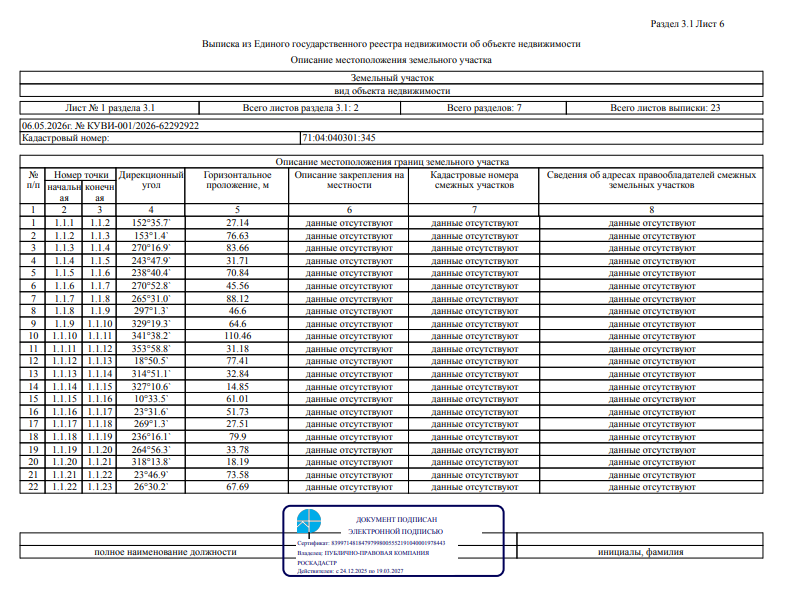 Раздел 3.1 Лист 6
Выписка из Единого государственного реестра недвижимости об объекте недвижимости
Описание местоположения земельного участка
Земельный участок
вид объекта недвижимости
Лист № 1 раздела 3.1 Всего листов раздела 3.1: 2 Всего разделов: 7 Всего листов выписки: 23
06.05.2026г. № КУВИ-001/2026-62292922
Кадастровый номер: 71:04:040301:345
Описание местоположения границ земельного участка
№ п/п Номер точки Дирекционный угол Горизонтальное проложение, м Описание закрепления на местности Кадастровые номера смежных участков Сведения об адресах правообладателей смежных земельных участков
начальн ая конечн ая
1 2 3 4 5 6 7 8
1 1.1.1 1.1.2 152°35.7` 27.14 данные отсутствуют данные отсутствуют данные отсутствуют
2 1.1.2 1.1.3 153°1.4` 76.63 данные отсутствуют данные отсутствуют данные отсутствуют
3 1.1.3 1.1.4 270°16.9` 83.66 данные отсутствуют данные отсутствуют данные отсутствуют
4 1.1.4 1.1.5 243°47.9` 31.71 данные отсутствуют данные отсутствуют данные отсутствуют
5 1.1.5 1.1.6 238°40.4` 70.84 данные отсутствуют данные отсутствуют данные отсутствуют
6 1.1.6 1.1.7 270°52.8` 45.56 данные отсутствуют данные отсутствуют данные отсутствуют
7 1.1.7 1.1.8 265°31.0` 88.12 данные отсутствуют данные отсутствуют данные отсутствуют
8 1.1.8 1.1.9 297°1.3` 46.6 данные отсутствуют данные отсутствуют данные отсутствуют
9 1.1.9 1.1.10 329°19.3` 64.6 данные отсутствуют данные отсутствуют данные отсутствуют
10 1.1.10 1.1.11 341°38.2` 110.46 данные отсутствуют данные отсутствуют данные отсутствуют
11 1.1.11 1.1.12 353°58.8` 31.18 данные отсутствуют данные отсутствуют данные отсутствуют
12 1.1.12 1.1.13 18°50.5` 77.41 данные отсутствуют данные отсутствуют данные отсутствуют
13 1.1.13 1.1.14 314°51.1` 32.84 данные отсутствуют данные отсутствуют данные отсутствуют
14 1.1.14 1.1.15 327°10.6` 14.85 данные отсутствуют данные отсутствуют данные отсутствуют
15 1.1.15 1.1.16 10°33.5` 61.01 данные отсутствуют данные отсутствуют данные отсутствуют
16 1.1.16 1.1.17 23°31.6` 51.73 данные отсутствуют данные отсутствуют данные отсутствуют
17 1.1.17 1.1.18 269°1.3` 27.51 данные отсутствуют данные отсутствуют данные отсутствуют
18 1.1.18 1.1.19 236°16.1` 79.9 данные отсутствуют данные отсутствуют данные отсутствуют
19 1.1.19 1.1.20 264°56.3` 33.78 данные отсутствуют данные отсутствуют данные отсутствуют
20 1.1.20 1.1.21 318°13.8` 18.19 данные отсутствуют данные отсутствуют данные отсутствуют
21 1.1.21 1.1.22 23°46.9` 73.58 данные отсутствуют данные отсутствуют данные отсутствуют
22 1.1.22 1.1.23 26°30.2` 67.69 данные отсутствуют данные отсутствуют данные отсутствуют
ДОКУМЕНТ ПОДПИСАН
ЭЛЕКТРОННОЙ ПОДПИСЬЮ
Сертификат:
Владелец: ПУБЛИЧНО-ПРАВОВАЯ КОМПАНИЯ
РОСКАДАСТР
Действителен: с 24.12.2025 по 19.03.2027
полное наименование должности инициалы, фамилия